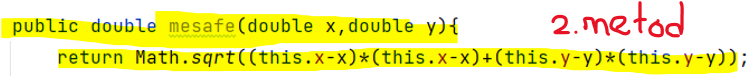 public double mesafe(double x,double y){ 2.metod
return Math.sqrt((this.x-x)*(this.x-x)+(this.y-y)*(this.y-y));